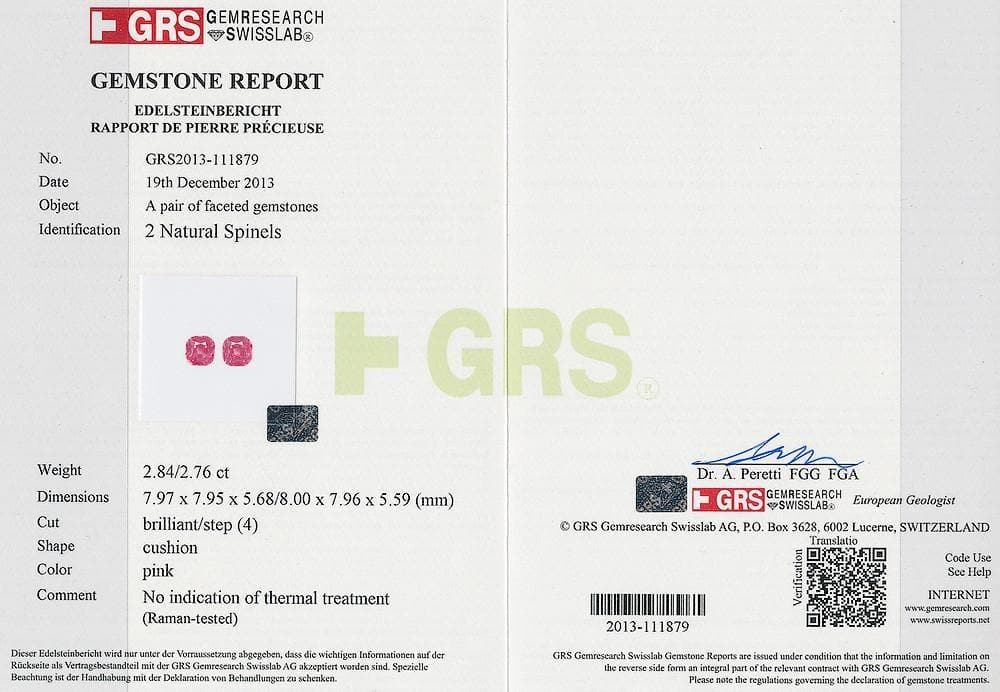 GRS GEMRESEARCH
SWISSLAB®
GEMSTONE REPORT
EDELSTEINBERICHT
RAPPORT DE PIERRE PRÉCIEUSE
No. GRS2013-111879
Date 19th December 2013
Object A pair of faceted gemstones
Identification 2 Natural Spinels
GRS®
Weight 2.84/2.76 ct
Dimensions 7.97 x 7.95 x 5.68/8.00 x 7.96 x 5.59 (mm)
Cut brilliant/step (4)
Shape cushion
Color pink
Comment No indication of thermal treatment
(Raman-tested)
Dieser Edelsteinbericht wird nur unter der Vorraussetzung abgegeben, dass die wichtigen Informationen auf der
Rückseite als Vertragsbestandteil mit der GRS Gemresearch Swisslab AG akzeptiert worden sind. Spezielle
Beachtung ist der Handhabung mit der Deklaration von Behandlungen zu schenken.
Dr. A. Peretti FGG FGA
GRS GEMRESEARCH
SWISSLAB®
European Geologist
© GRS Gemresearch Swisslab AG, P.O. Box 3628, 6002 Lucerne, SWITZERLAND
Translatio
Verification
Code Use
See Help
INTERNET
www.gemresearch.com
www.swissreports.net
2013-111879
GRS Gemresearch Swisslab Gemstone Reports are issued under condition that the information and limitation on
the reverse side form an integral part of the relevant contract with GRS Gemresearch Swisslab AG.
Please note the regulations governing the declaration of gemstone treatments.